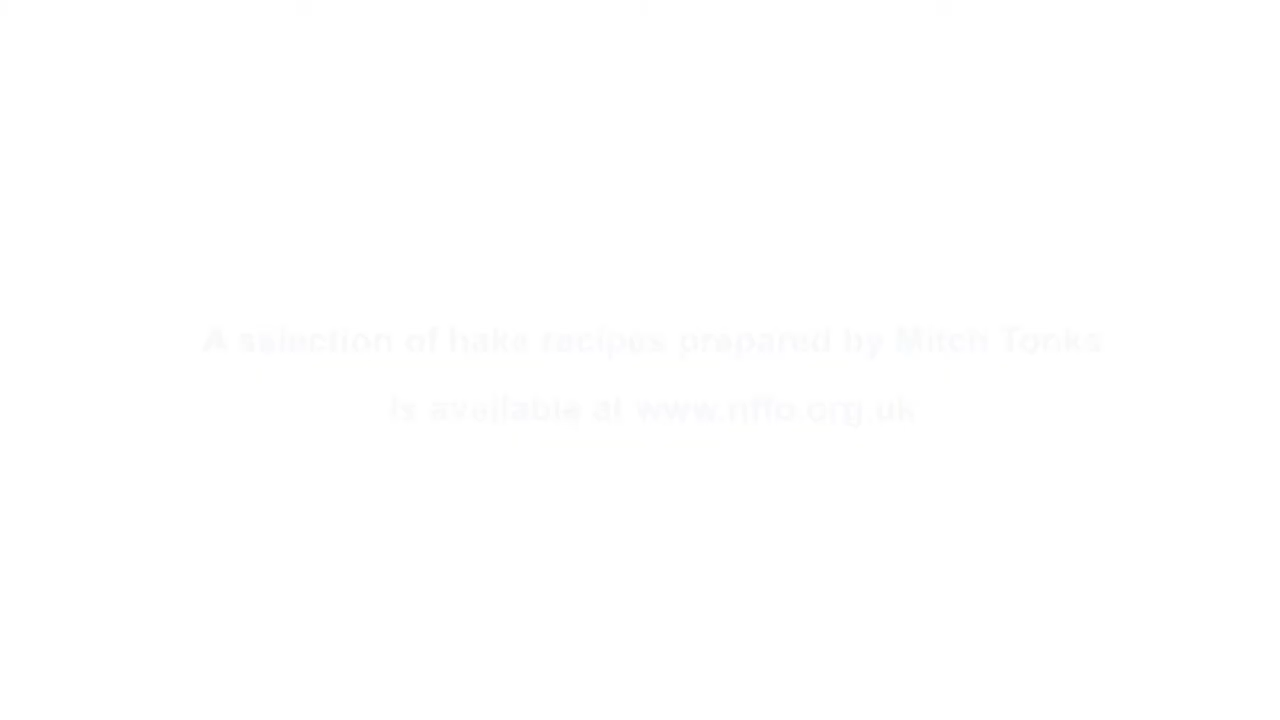 A selection of hake recipes prepared by Mitch Tonks
is available at www.nffo.org.uk